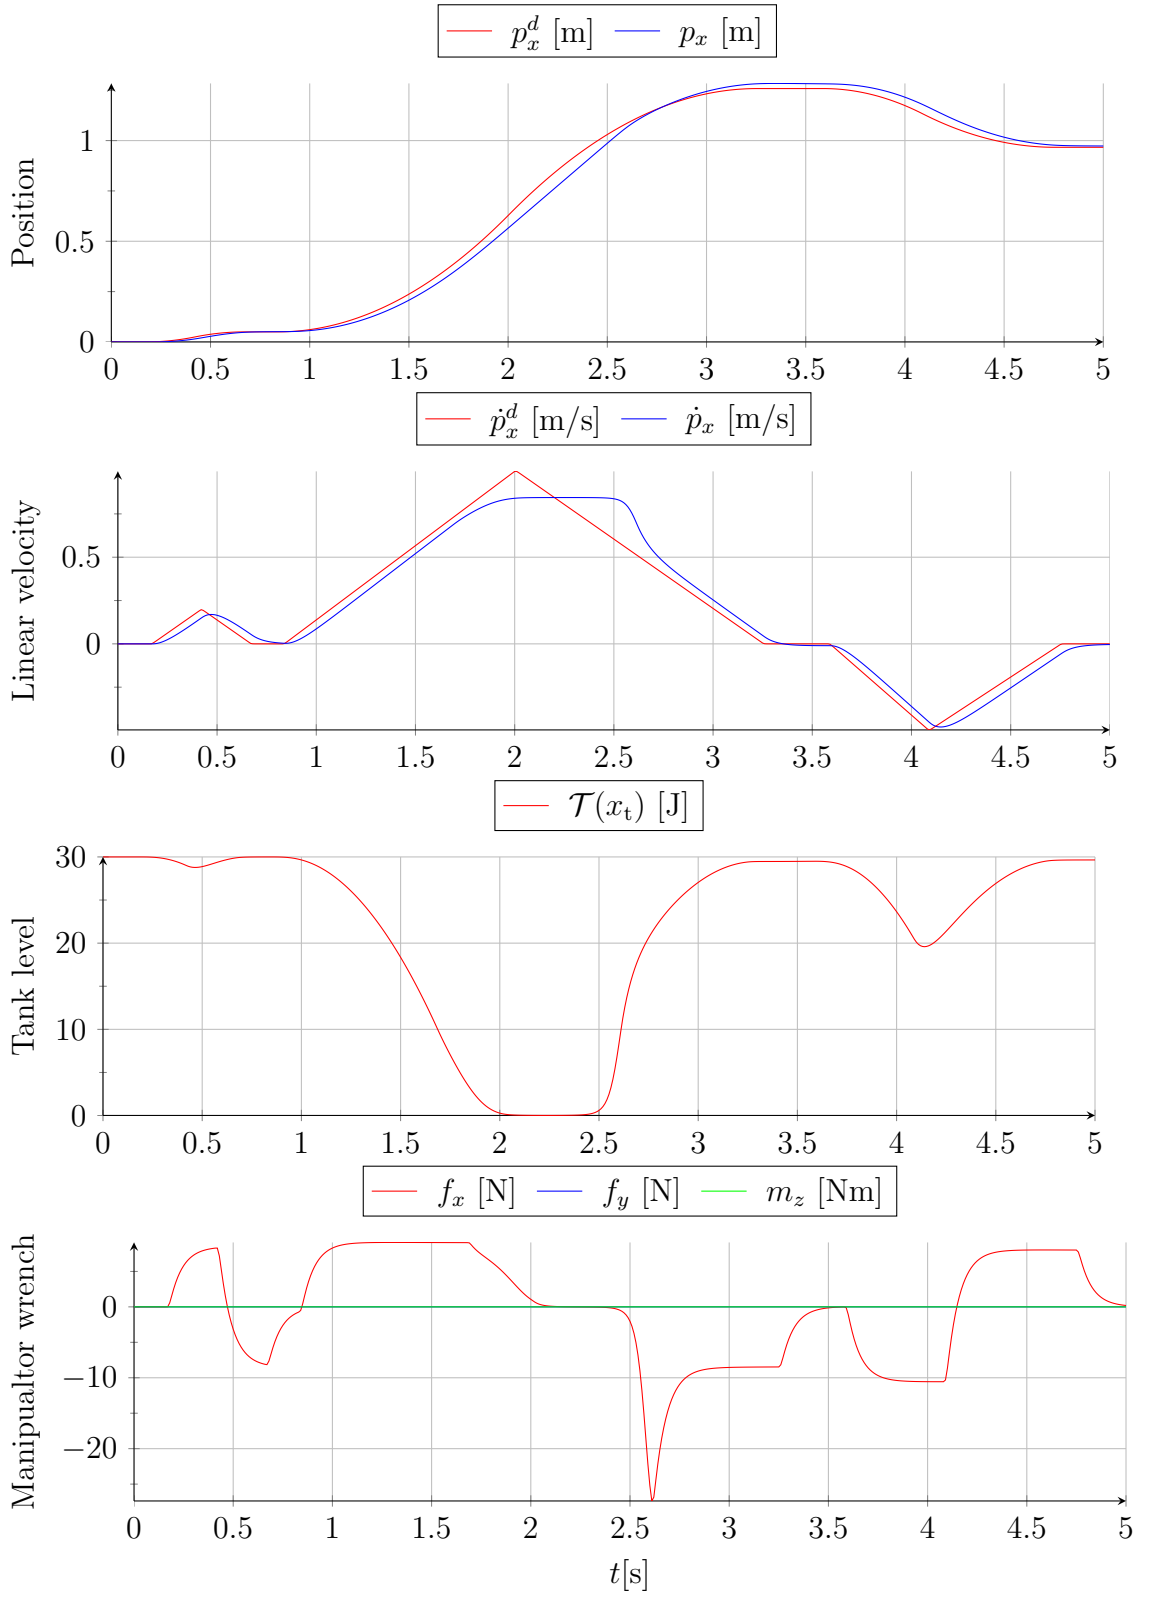 p_x^d [m] p_x [m]
Position
1
0.5
0
0 0.5 1 1.5 2 2.5 3 3.5 4 4.5 5
ṗ_x^d [m/s] ṗ_x [m/s]
Linear velocity
0.5
0
0 0.5 1 1.5 2 2.5 3 3.5 4 4.5 5
𝒯(x_t) [J]
Tank level
30
20
10
0
0 0.5 1 1.5 2 2.5 3 3.5 4 4.5 5
f_x [N] f_y [N] m_z [Nm]
Manipualtor wrench
0
−10
−20
0 0.5 1 1.5 2 2.5 3 3.5 4 4.5 5
t[s]